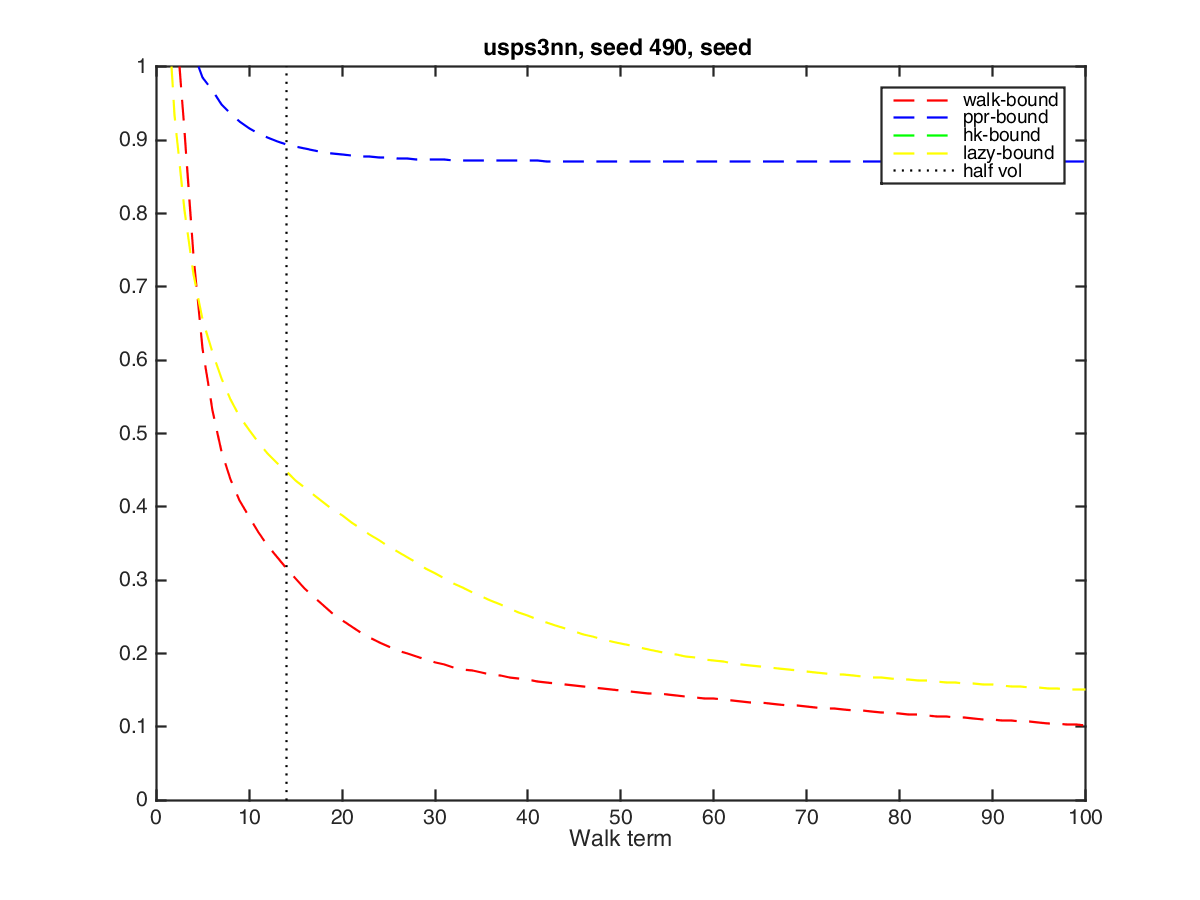 usps3nn, seed 490, seed
1
0.9
0.8
0.7
0.6
0.5
0.4
0.3
0.2
0.1
0
walk-bound
ppr-bound
hk-bound
lazy-bound
half vol
0 10 20 30 40 50 60 70 80 90 100
Walk term